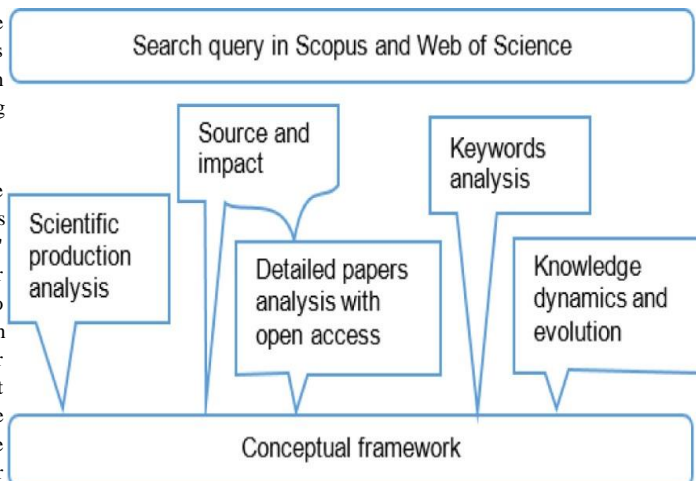 Search query in Scopus and Web of Science
Source and
impact
Keywords
analysis
Scientific
production
analysis
Detailed papers
analysis with
open access
Knowledge
dynamics and
evolution
Conceptual framework